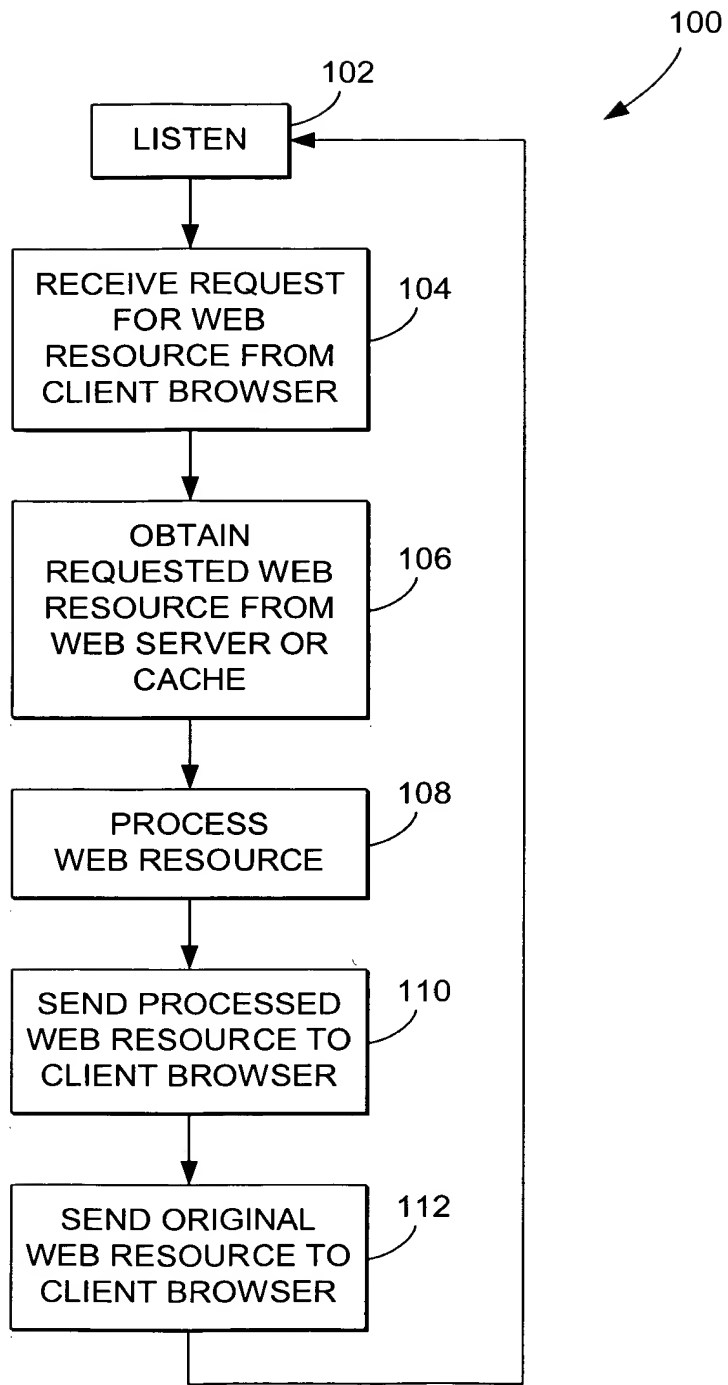 100
102
LISTEN
RECEIVE REQUEST
FOR WEB
RESOURCE FROM
CLIENT BROWSER
104
OBTAIN
REQUESTED WEB
RESOURCE FROM
WEB SERVER OR
CACHE
106
PROCESS
WEB RESOURCE
108
SEND PROCESSED
WEB RESOURCE TO
CLIENT BROWSER
110
SEND ORIGINAL
WEB RESOURCE TO
CLIENT BROWSER
112